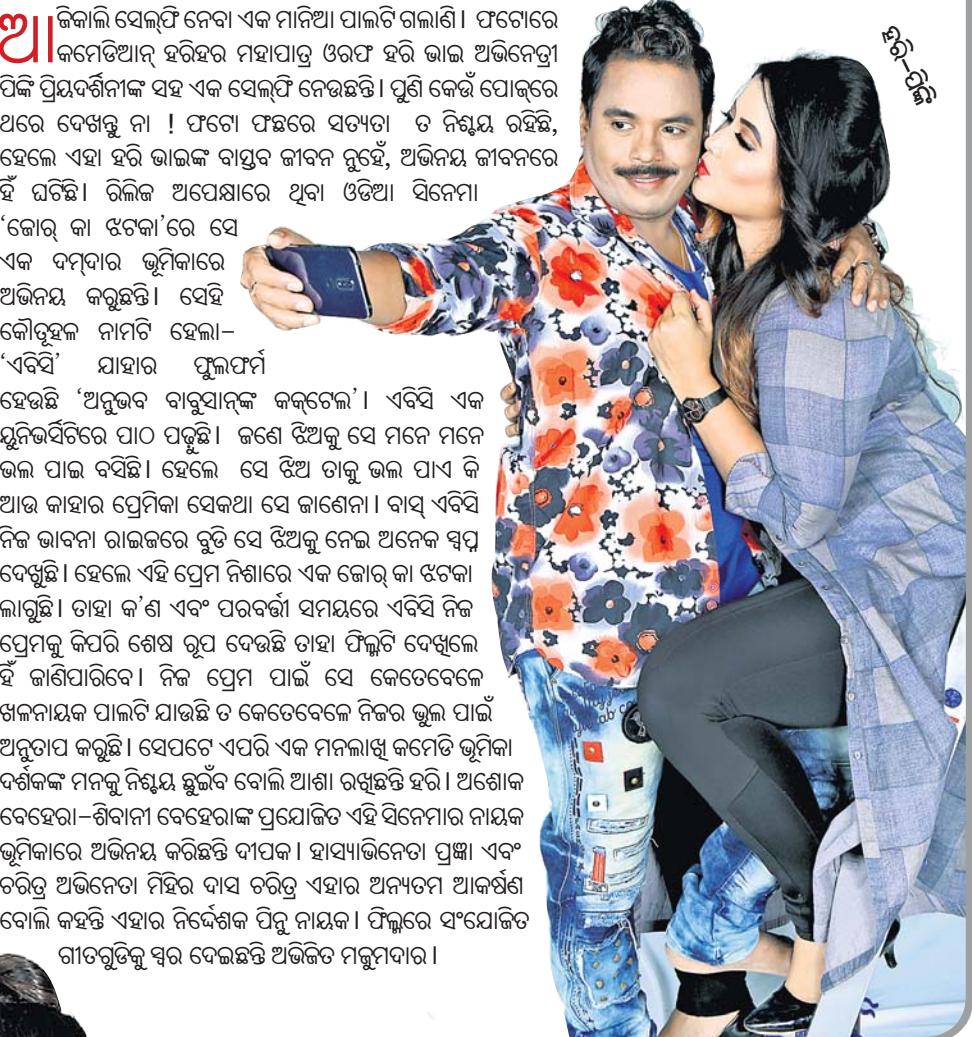 ଆଜିକାଲି ସେଲ୍‌ଫି ନେବା ଏକ ମାନିଆ ପାଲଟି ଗଲାଣି। ଫଟୋରେ
କମେଡିଆନ୍ ହରିହର ମହାପାତ୍ର ଓରଫ ହରି ଭାଇ ଅଭିନେତ୍ରୀ
ପିଙ୍କି ପ୍ରିୟଦର୍ଶିନୀଙ୍କ ସହ ଏକ ସେଲ୍‌ଫି ନେଉଛନ୍ତି। ପୁଣି କେଉଁ ପୋଜ୍‌ରେ
ଥରେ ଦେଖନ୍ତୁ ନା ! ଫଟୋ ଫଛରେ ସତ୍ୟତା ତ ନିଶ୍ଚୟ ରହିଛି,
ହେଲେ ଏହା ହରି ଭାଇଙ୍କ ବାସ୍ତବ ଜୀବନ ନୁହେଁ, ଅଭିନୟ ଜୀବନରେ
ହିଁ ଘଟିଛି। ରିଲିଜ ଅପେକ୍ଷାରେ ଥିବା ଓଡିଆ ସିନେମା
‘ଜୋର୍ କା ଝଟକା’ରେ ସେ
ଏକ ଦମ୍‌ଦାର ଭୂମିକାରେ
ଅଭିନୟ କରୁଛନ୍ତି। ସେହି
କୌତୂହଳ ନାମଟି ହେଲା–
‘ଏବିସି’ ଯାହାର ଫୁଲଫର୍ମ
ହେଉଛି ‘ଅନୁଭବ ବାବୁସାନ୍‌ଙ୍କ କକ୍‌ଟେଲ’। ଏବିସି ଏକ
ୟୁନିଭର୍ସିଟିରେ ପାଠ ପଢ଼ୁଛି। ଜଣେ ଝିଅକୁ ସେ ମନେ ମନେ
ଭଲ ପାଇ ବସିଛି। ହେଲେ ସେ ଝିଅ ତାକୁ ଭଲ ପାଏ କି
ଆଉ କାହାର ପ୍ରେମିକା ସେକଥା ସେ ଜାଣେନା। ବାସ୍ ଏବିସି
ନିଜ ଭାବନା ରାଇଜରେ ବୁଡି ସେ ଝିଅକୁ ନେଇ ଅନେକ ସ୍ୱପ୍ନ
ଦେଖୁଛି। ହେଲେ ଏହି ପ୍ରେମ ନିଶାରେ ଏକ ଜୋର୍ କା ଝଟକା
ଲାଗୁଛି। ତାହା କ’ଣ ଏବଂ ପରବର୍ତ୍ତୀ ସମୟରେ ଏବିସି ନିଜ
ପ୍ରେମକୁ କିପରି ଶେଷ ରୂପ ଦେଉଛି ତାହା ଫିଲ୍ମଟି ଦେଖିଲେ
ହିଁ ଜାଣିପାରିବେ। ନିଜ ପ୍ରେମ ପାଇଁ ସେ କେତେବେଳେ
ଖଳନାୟକ ପାଲଟି ଯାଉଛି ତ କେତେବେଳେ ନିଜର ଭୁଲ ପାଇଁ
ଅନୁତାପ କରୁଛି। ସେପଟେ ଏପରି ଏକ ମନଲାଖି କମେଡି ଭୂମିକା
ଦର୍ଶକଙ୍କ ମନକୁ ନିଶ୍ଚୟ ଛୁଇଁବ ବୋଲି ଆଶା ରଖିଛନ୍ତି ହରି। ଅଶୋକ
ବେହେରା–ଶିବାନୀ ବେହେରାଙ୍କ ପ୍ରଯୋଜିତ ଏହି ସିନେମାର ନାୟକ
ଭୂମିକାରେ ଅଭିନୟ କରିଛନ୍ତି ଦୀପକ। ହାସ୍ୟାଭିନେତା ପ୍ରଜ୍ଞା ଏବଂ
ଚରିତ୍ର ଅଭିନେତା ମିହିର ଦାସ ଚରିତ୍ର ଏହାର ଅନ୍ୟତମ ଆକର୍ଷଣ
ବୋଲି କହନ୍ତି ଏହାର ନିର୍ଦ୍ଦେଶକ ପିନୁ ନାୟକ। ଫିଲ୍ମରେ ସଂଯୋଜିତ
ଗୀତଗୁଡିକୁ ସ୍ୱର ଦେଇଛନ୍ତି ଅଭିଜିତ ମଜୁମଦାର।
ହରି–ପିଙ୍କି